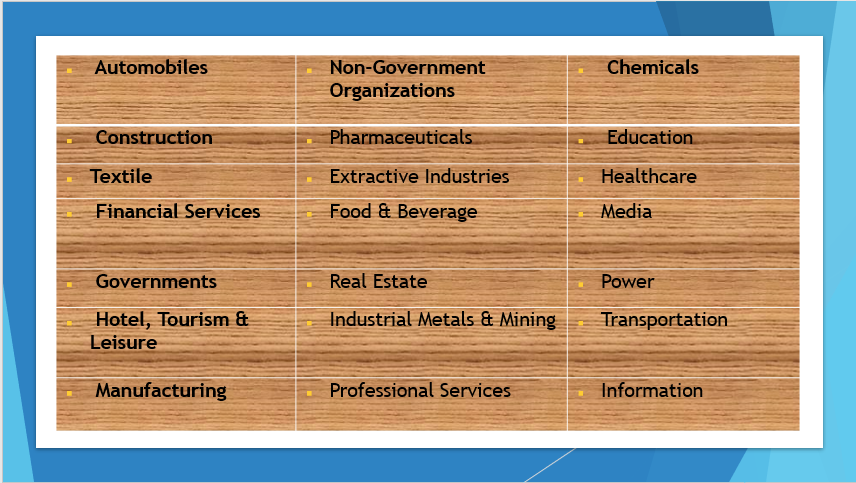 Automobiles
Non-Government
Organizations
Chemicals
Construction
Pharmaceuticals
Education
Textile
Extractive Industries
Healthcare
Financial Services
Food & Beverage
Media
Governments
Real Estate
Power
Hotel, Tourism &
Leisure
Industrial Metals & Mining
Transportation
Manufacturing
Professional Services
Information